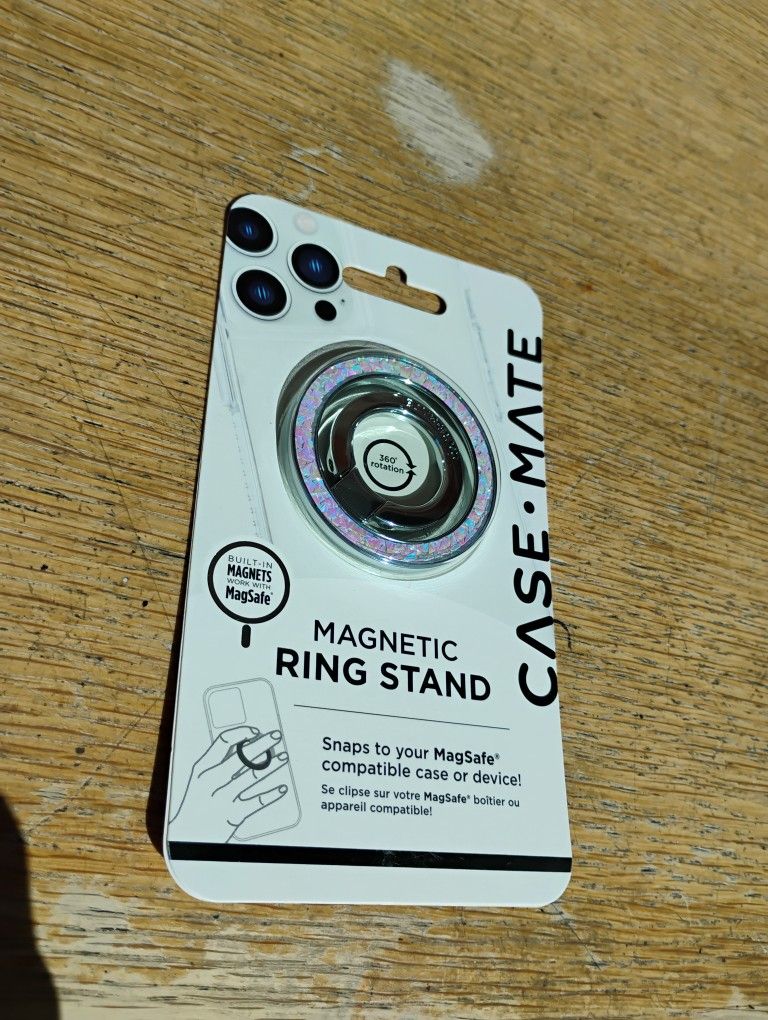 CASE·MATE
360°
rotation
BUILT-IN
MAGNETS
WORK WITH
MagSafe®
MAGNETIC
RING STAND
Snaps to your MagSafe®
compatible case or device!
Se clipse sur votre MagSafe® boîtier ou
appareil compatible!